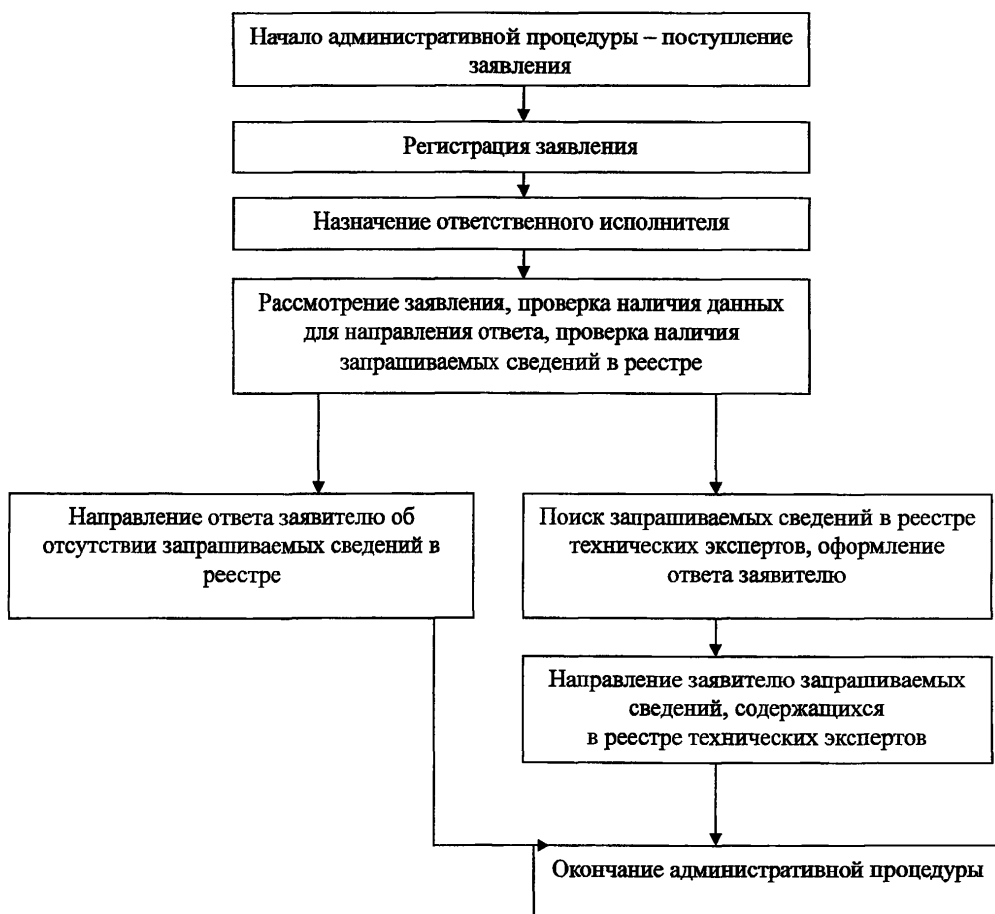 Начало административной процедуры – поступление
заявления
Регистрация заявления
Назначение ответственного исполнителя
Рассмотрение заявления, проверка наличия данных
для направления ответа, проверка наличия
запрашиваемых сведений в реестре
Направление ответа заявителю об
отсутствии запрашиваемых сведений в
реестре
Поиск запрашиваемых сведений в реестре
технических экспертов, оформление
ответа заявителю
Направление заявителю запрашиваемых
сведений, содержащихся
в реестре технических экспертов
Окончание административной процедуры